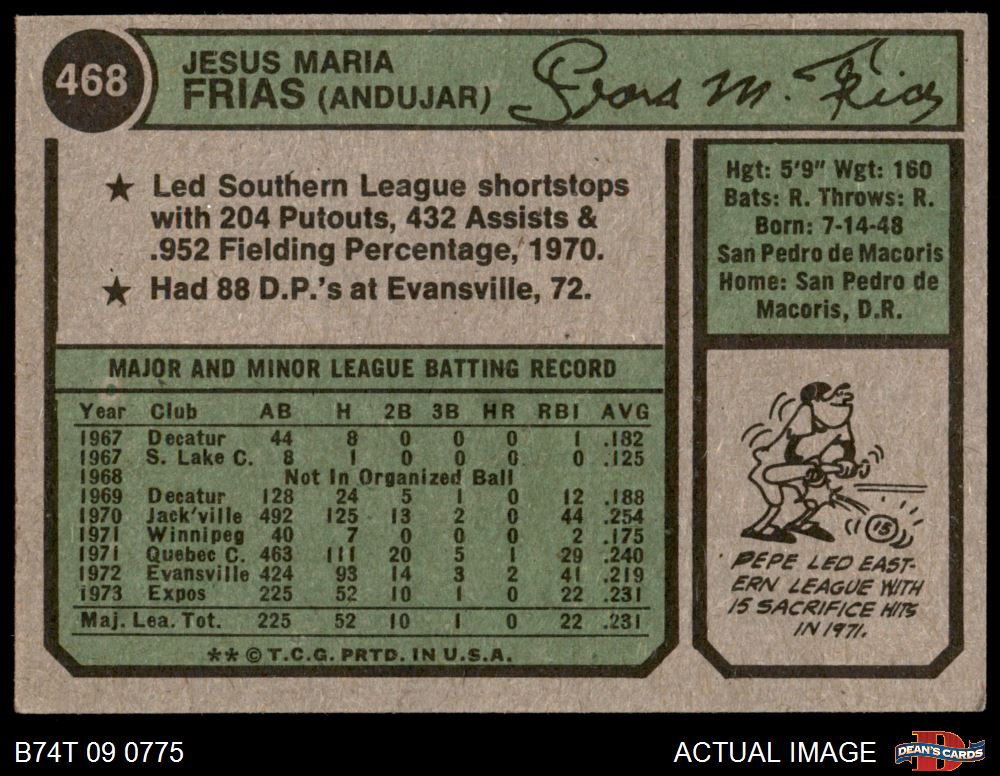 468
JESUS MARIA
FRIAS (ANDUJAR)
★ Led Southern League shortstops
with 204 Putouts, 432 Assists &
.952 Fielding Percentage, 1970.
★ Had 88 D.P.'s at Evansville, 72.
Hgt: 5'9" Wgt: 160
Bats: R. Throws: R.
Born: 7-14-48
San Pedro de Macoris
Home: San Pedro de
Macoris, D.R.
MAJOR AND MINOR LEAGUE BATTING RECORD
Year Club AB H 2B 3B HR RBI AVG
1967 Decatur 44 8 0 0 0 1 .182
1967 S. Lake C. 8 1 0 0 0 0 .125
1968 Not In Organized Ball
1969 Decatur 128 24 5 1 0 12 .188
1970 Jack'ville 492 125 13 2 0 44 .254
1971 Winnipeg 40 7 0 0 0 2 .175
1971 Quebec C. 463 111 20 5 1 29 .240
1972 Evansville 424 93 14 3 2 41 .219
1973 Expos 225 52 10 1 0 22 .231
Maj. Lea. Tot. 225 52 10 1 0 22 .231
** © T.C.G. PRTD. IN U.S.A.
15
PEPE LED EAST-
ERN LEAGUE WITH
15 SACRIFICE HITS
IN 1971.
B74T 09 0775
ACTUAL IMAGE
DEAN'S CARDS